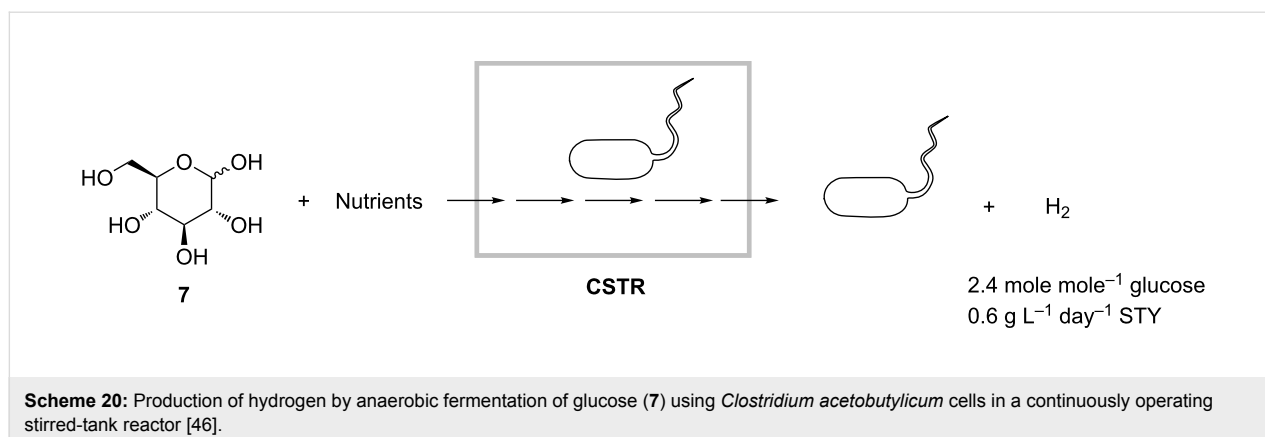 O
OH
HO
HO
OH
OH
7
+
Nutrients
CSTR
+
H₂
2.4 mole mole⁻¹ glucose
0.6 g L⁻¹ day⁻¹ STY
Scheme 20: Production of hydrogen by anaerobic fermentation of glucose (7) using Clostridium acetobutylicum cells in a continuously operating
stirred-tank reactor [46].